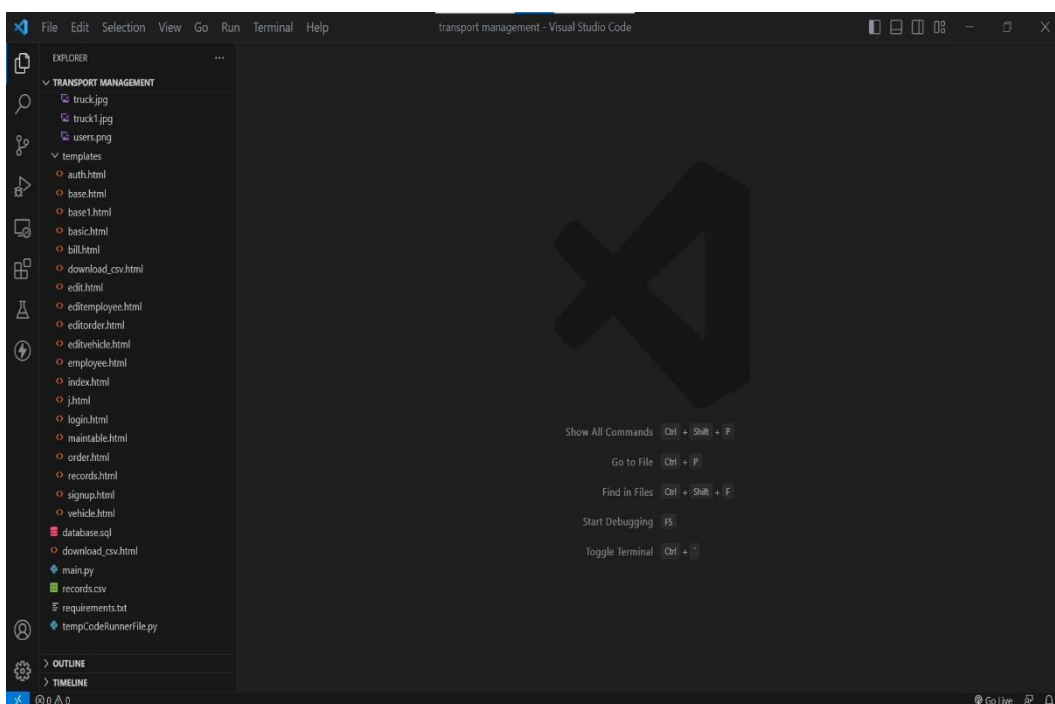 File Edit Selection View Go Run Terminal Help transport management - Visual Studio Code
EXPLORER
TRANSPORT MANAGEMENT
truck.jpg
truck1.jpg
users.png
templates
auth.html
base.html
base1.html
basic.html
bill.html
download_csv.html
edit.html
editemployee.html
editorder.html
editvehicle.html
employee.html
index.html
j.html
login.html
maintable.html
order.html
records.html
signup.html
vehicle.html
database.sql
download_csv.html
main.py
records.csv
requirements.txt
tempCodeRunnerFile.py
OUTLINE
TIMELINE
Show All Commands Ctrl + Shift + P
Go to File Ctrl + P
Find in Files Ctrl + Shift + F
Start Debugging F5
Toggle Terminal Ctrl + `
0 0 Go Live